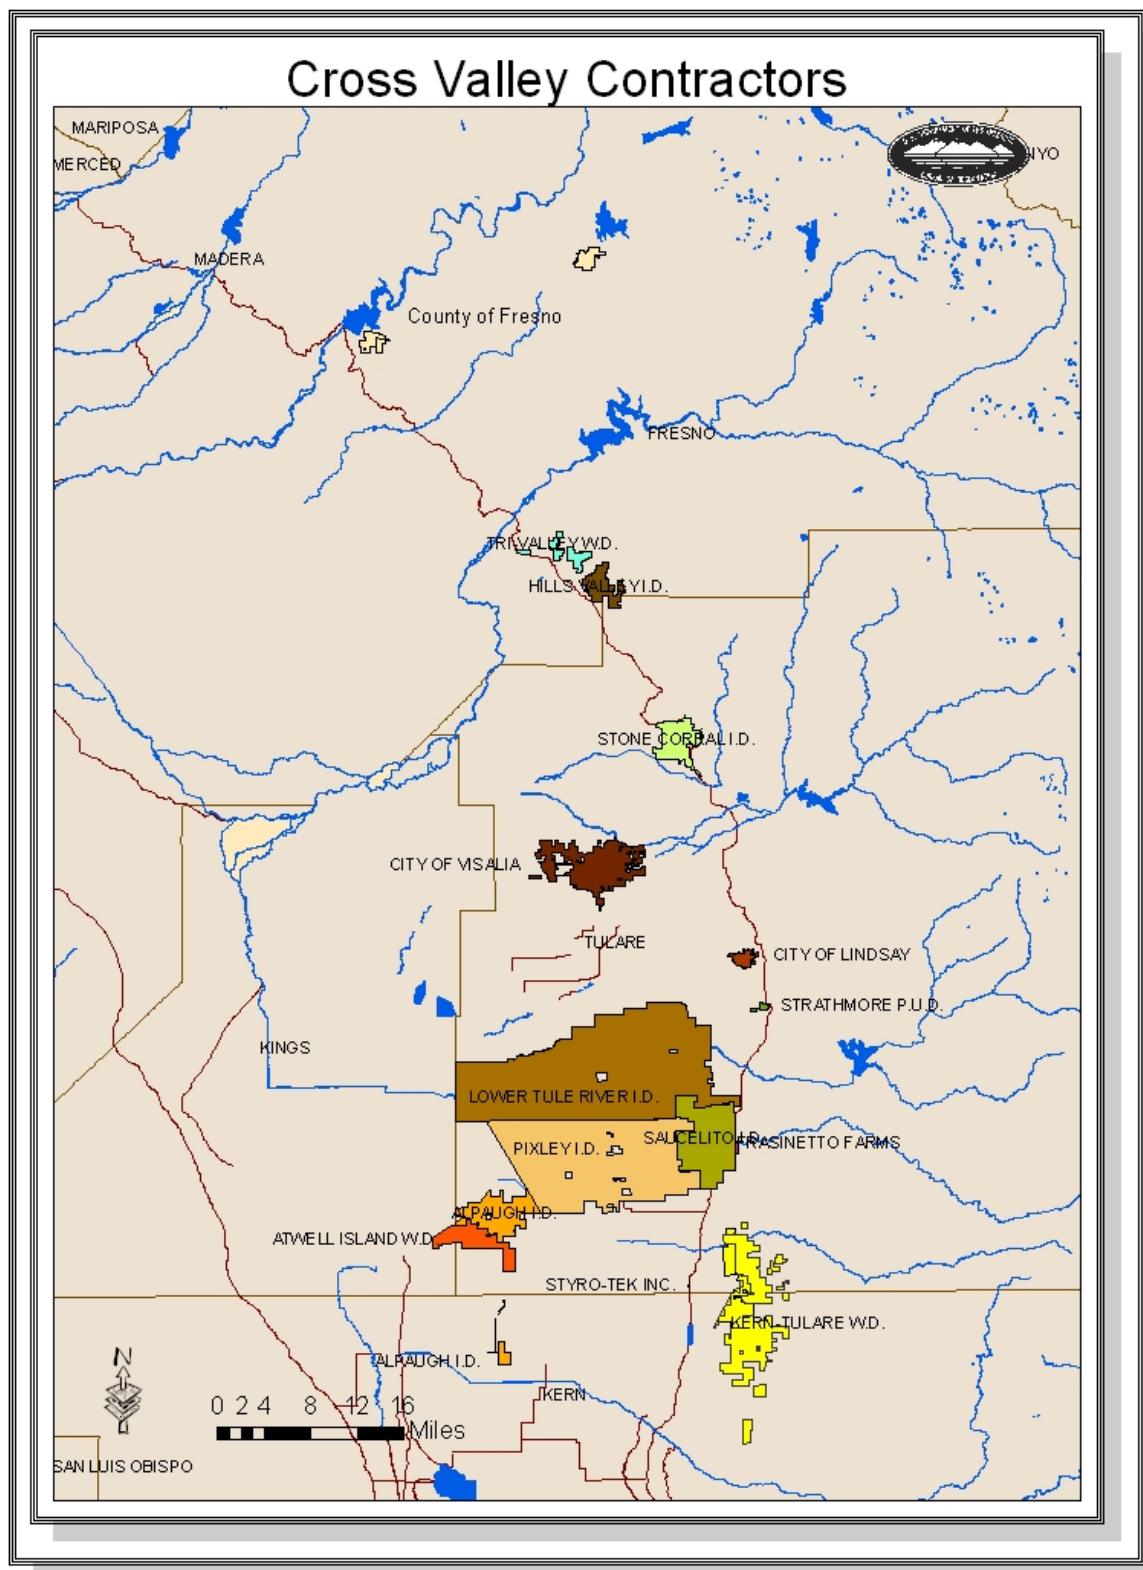 Cross Valley Contractors
MARIPOSA
MERCED
NYO
MADERA
County of Fresno
FRESNO
TRI-VALLEY W.D.
HILLS VALLEY I.D.
STONE CORRAL I.D.
CITY OF VISALIA
TULARE
CITY OF LINDSAY
STRATHMORE P.U.D.
KINGS
LOWER TULE RIVER I.D.
SAUCELITO I.D.
FRASINETTO FARMS
PIXLEY I.D.
ALPAUGH I.D.
ATWELL ISLAND W.D.
STYRO-TEK INC.
KERN-TULARE W.D.
N
ALPAUGH I.D.
KERN
0 2 4 8 12 16
Miles
SAN LUIS OBISPO